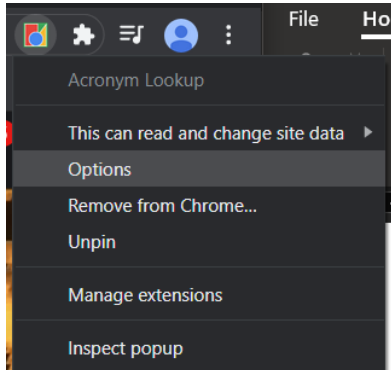 File Ho
Acronym Lookup
This can read and change site data
Options
Remove from Chrome...
Unpin
Manage extensions
Inspect popup